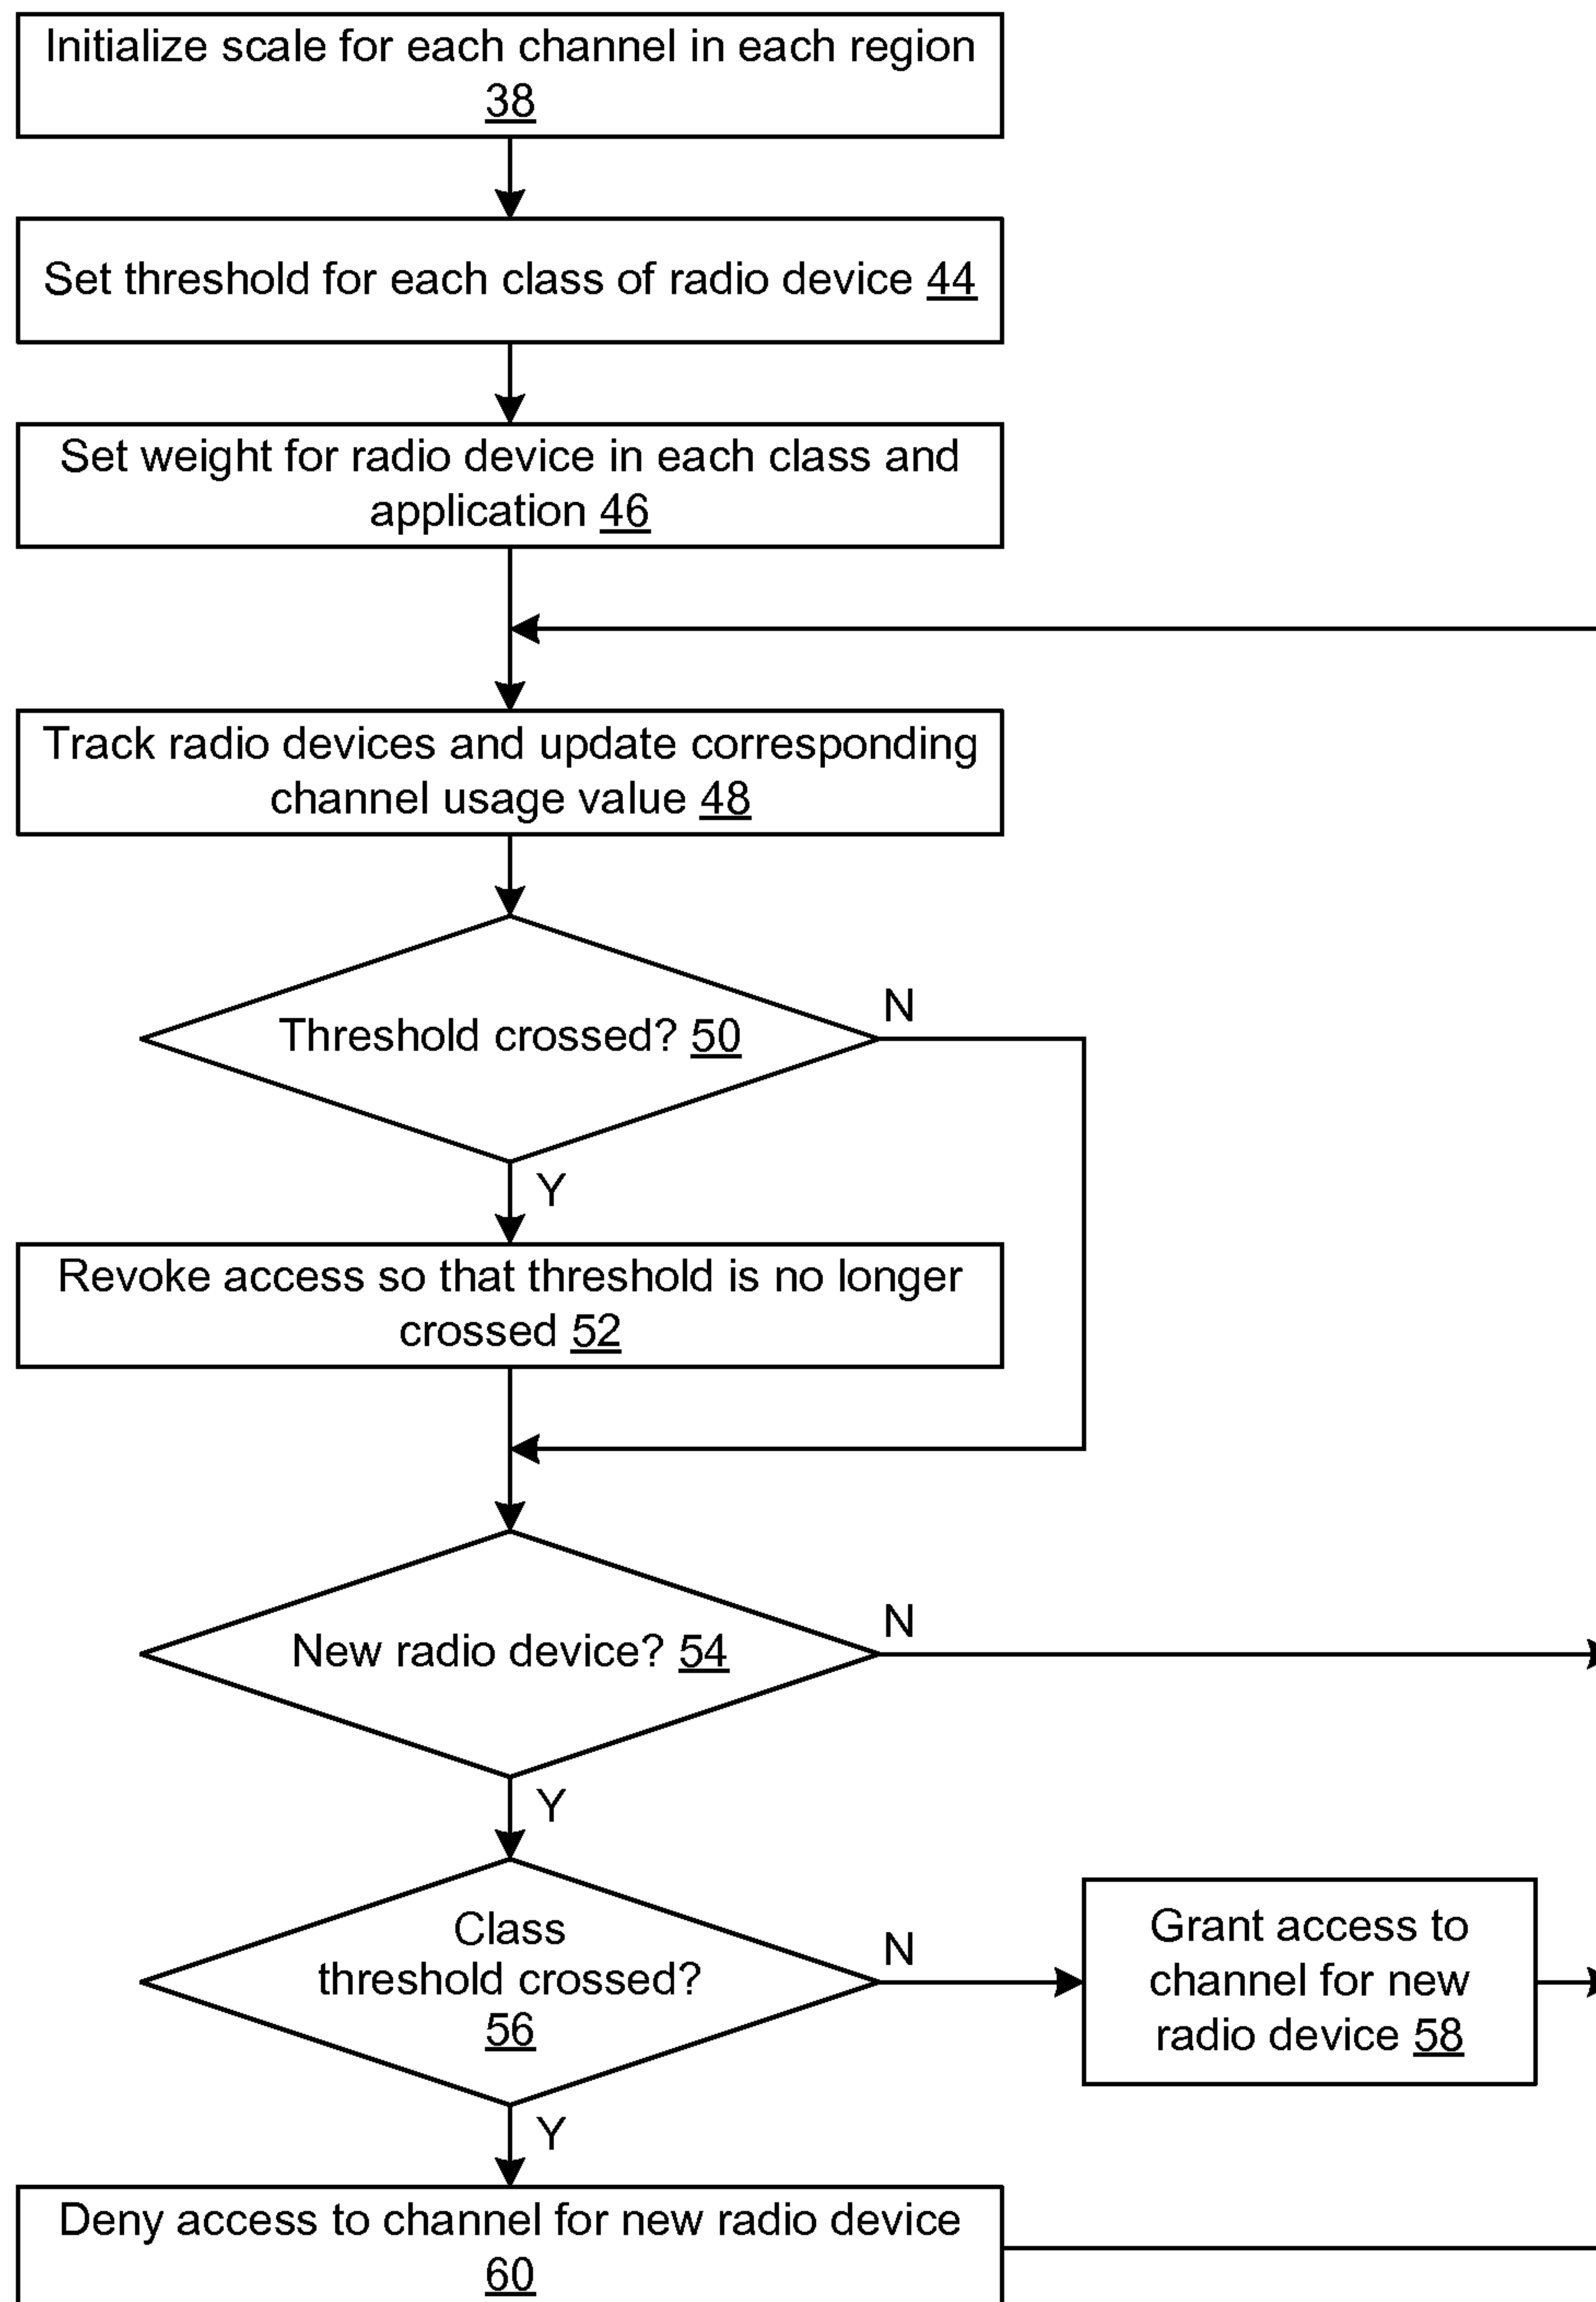 Initialize scale for each channel in each region
38
Set threshold for each class of radio device 44
Set weight for radio device in each class and
application 46
Track radio devices and update corresponding
channel usage value 48
N
Threshold crossed? 50
Y
Revoke access so that threshold is no longer
crossed 52
N
New radio device? 54
Y
Class
threshold crossed?
56
N
Grant access to
channel for new
radio device 58
Y
Deny access to channel for new radio device
60